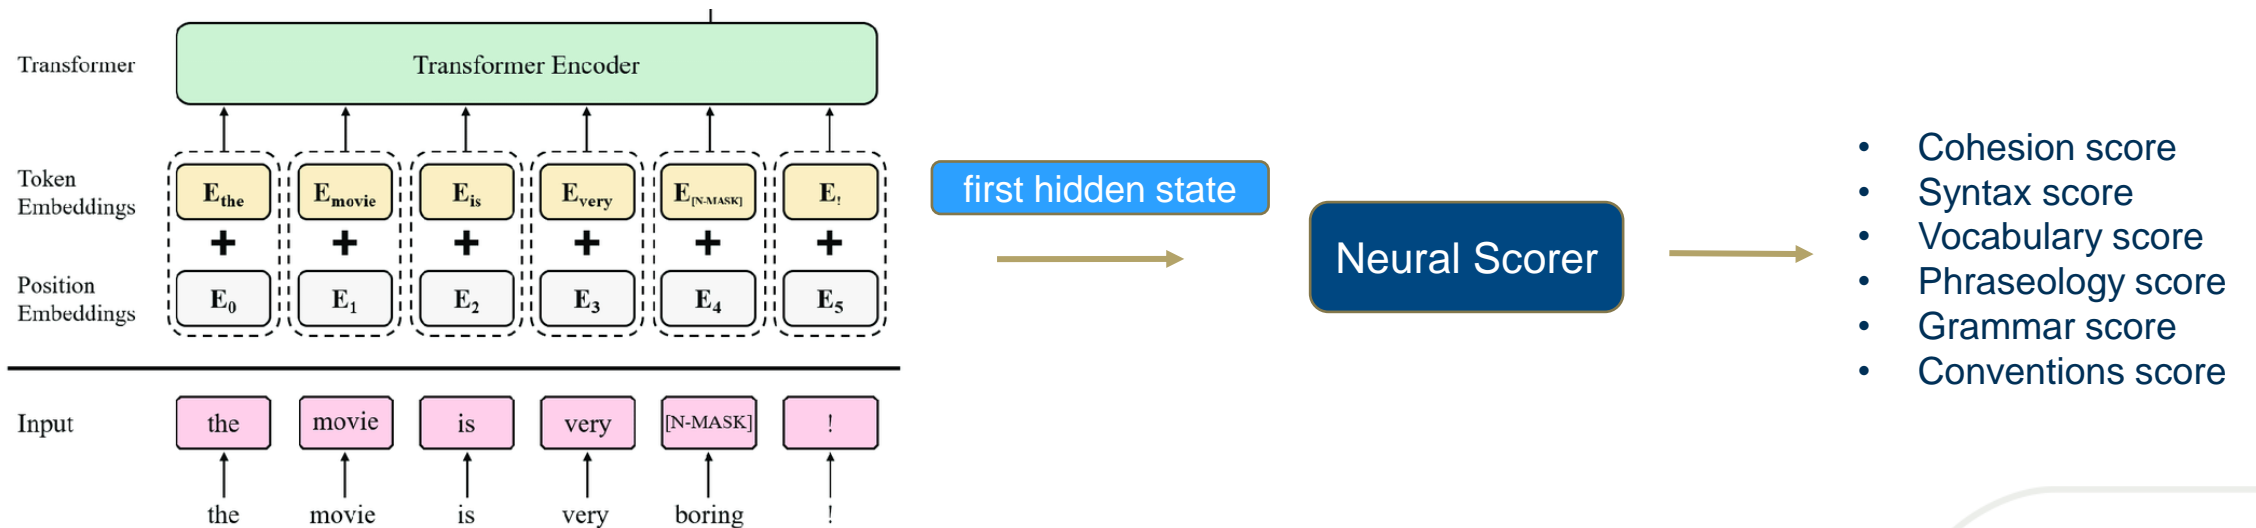 Transformer
Transformer Encoder
Token
Embeddings
E_the E_movie E_is E_very E_[N-MASK] E_!
+ + + + + +
Position
Embeddings
E_0 E_1 E_2 E_3 E_4 E_5
Input
the movie is very [N-MASK] !
the movie is very boring !
first hidden state
Neural Scorer
• Cohesion score
• Syntax score
• Vocabulary score
• Phraseology score
• Grammar score
• Conventions score